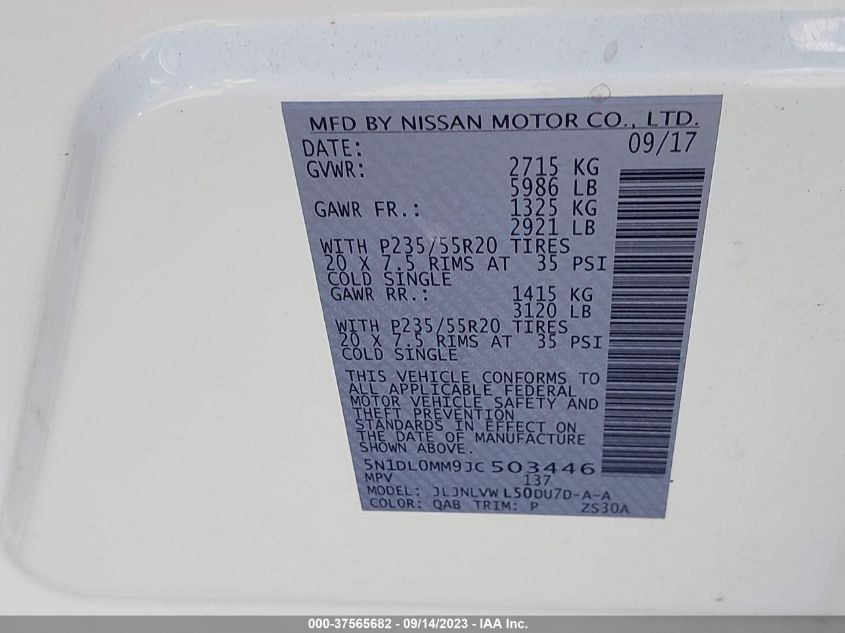 MFD BY NISSAN MOTOR CO., LTD.
DATE: 09/17
GVWR: 2715 KG
5986 LB
GAWR FR.: 1325 KG
2921 LB
WITH P235/55R20 TIRES
20 X 7.5 RIMS AT 35 PSI
COLD SINGLE
GAWR RR.: 1415 KG
3120 LB
WITH P235/55R20 TIRES
20 X 7.5 RIMS AT 35 PSI
COLD SINGLE
THIS VEHICLE CONFORMS TO
ALL APPLICABLE FEDERAL
MOTOR VEHICLE SAFETY AND
THEFT PREVENTION
STANDARDS IN EFFECT ON
THE DATE OF MANUFACTURE
SHOWN ABOVE.
5N1DL0MM9JC503446
MPV 137
MODEL: JLJNLVWL50DU7D-A-A
COLOR: QAB TRIM: P ZS30A
000-37565682 - 09/14/2023 - IAA Inc.